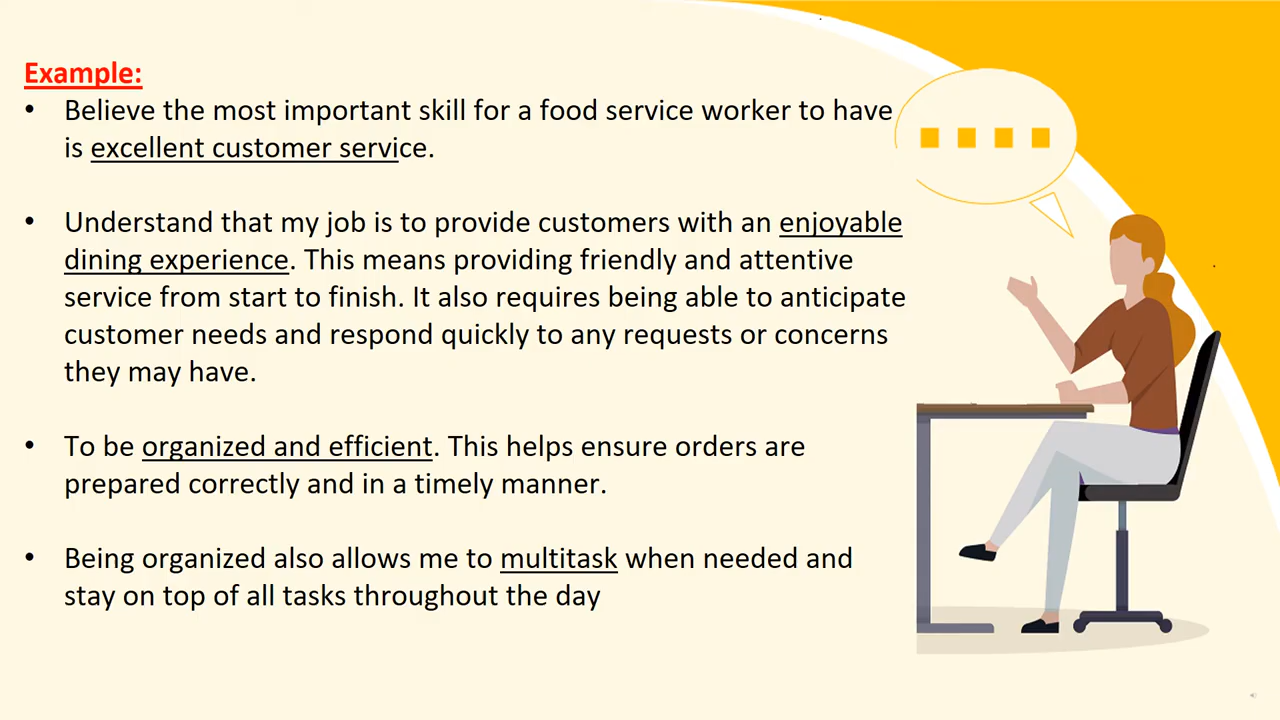 Example:
• Believe the most important skill for a food service worker to have
is excellent customer service.
• Understand that my job is to provide customers with an enjoyable
dining experience. This means providing friendly and attentive
service from start to finish. It also requires being able to anticipate
customer needs and respond quickly to any requests or concerns
they may have.
• To be organized and efficient. This helps ensure orders are
prepared correctly and in a timely manner.
• Being organized also allows me to multitask when needed and
stay on top of all tasks throughout the day